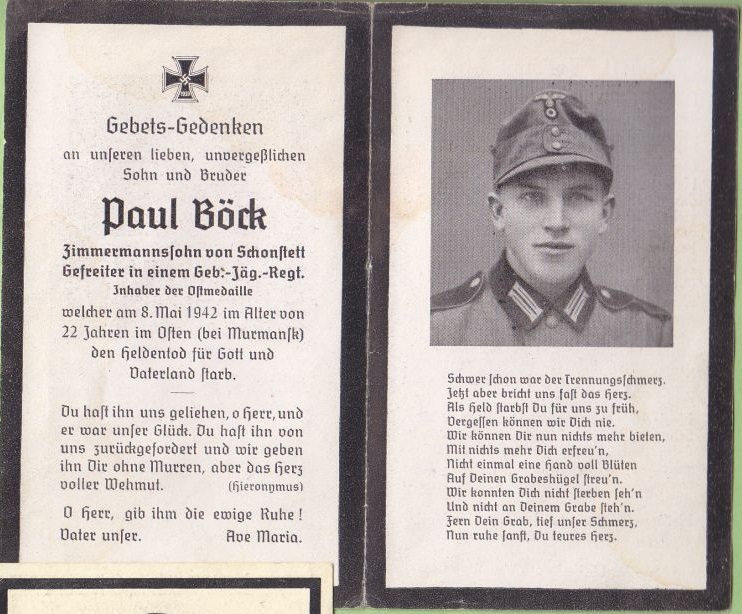 Gebets-Gedenken
an unseren lieben, unvergeßlichen
Sohn und Bruder
Paul Böck
Zimmermannssohn von Schonstett
Gefreiter in einem Geb.-Jäg.-Regt.
Inhaber der Ostmedaille
welcher am 8. Mai 1942 im Alter von
22 Jahren im Osten (bei Murmansk)
den Heldentod für Gott und
Vaterland starb.
Du hast ihn uns geliehen, o Herr, und
er war unser Glück. Du hast ihn von
uns zurückgefordert und wir geben
ihn Dir ohne Murren, aber das Herz
voller Wehmut. (Hieronymus)
O Herr, gib ihm die ewige Ruhe!
Vater unser. Ave Maria.
Schwer schon war der Trennungsschmerz.
Jetzt aber bricht uns fast das Herz.
Als Held starbst Du für uns zu früh,
Vergessen können wir Dich nie.
Wir können Dir nun nichts mehr bieten,
Mit nichts mehr Dich erfreu'n,
Nicht einmal eine Hand voll Blüten
Auf Deinen Grabeshügel streu'n.
Wir konnten Dich nicht sterben seh'n
Und nicht an Deinem Grabe steh'n.
Fern Dein Grab, tief unser Schmerz,
Nun ruhe sanft, Du teures Herz.